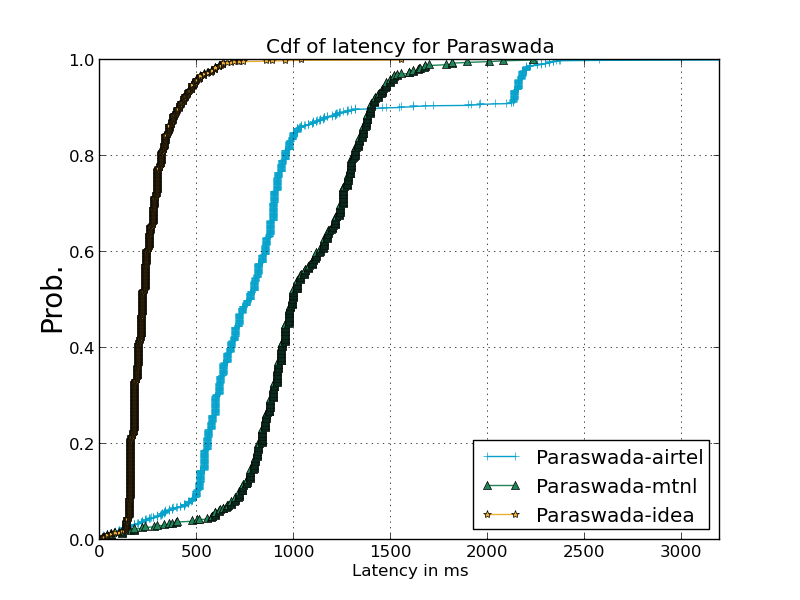 Cdf of latency for Paraswada
1.0
0.8
0.6
0.4
0.2
0.0
Prob.
0
500
1000
1500
2000
2500
3000
Latency in ms
Paraswada-airtel
Paraswada-mtnl
Paraswada-idea